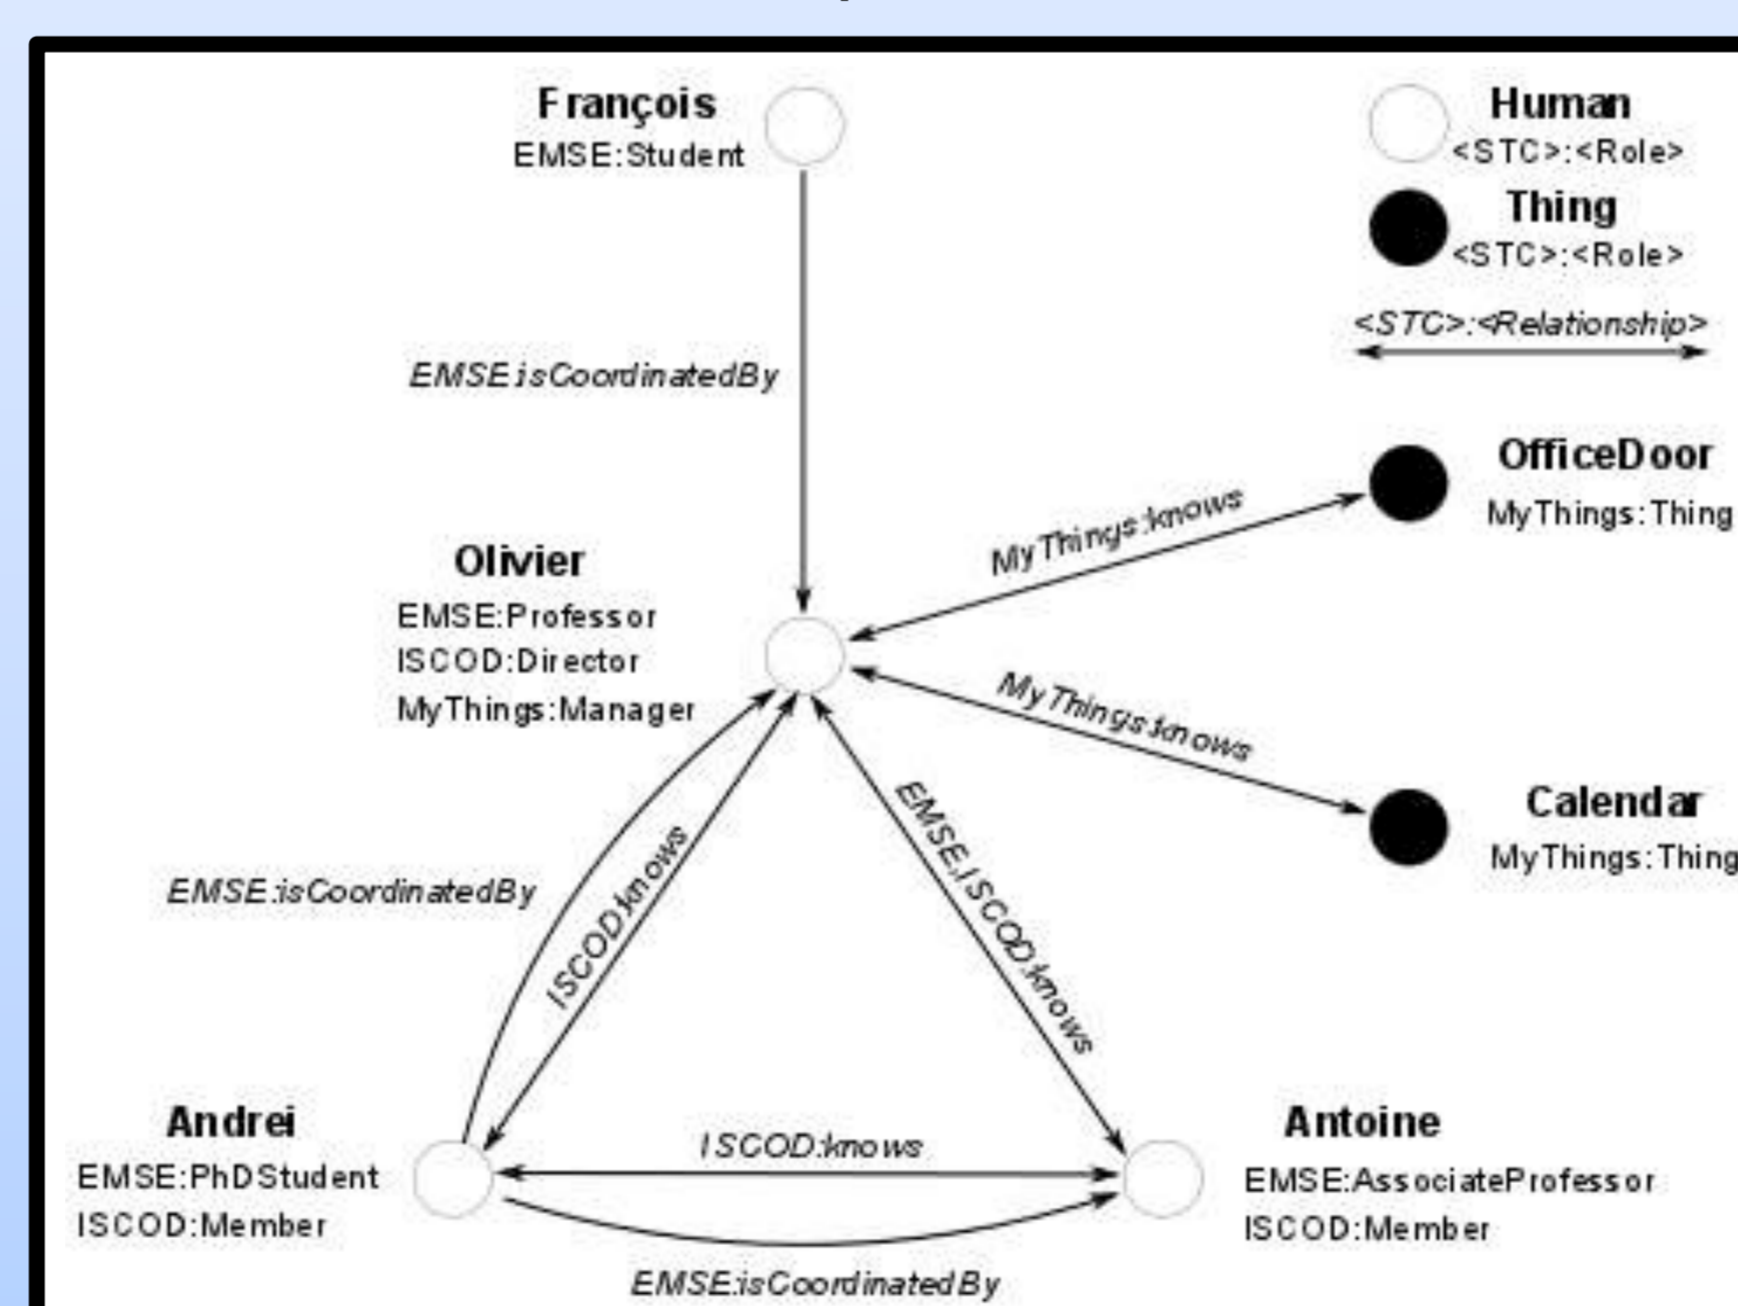 François
EMSE:Student
Human
<STC>:<Role>
Thing
<STC>:<Role>
<STC>:<Relationship>
EMSE:isCoordinatedBy
OfficeDoor
MyThings:Thing
MyThings:knows
Olivier
EMSE:Professor
ISCOD:Director
MyThings:Manager
MyThings:knows
Calendar
MyThings:Thing
EMSE:isCoordinatedBy
ISCOD:knows
EMSE,ISCOD:knows
Andrei
EMSE:PhDStudent
ISCOD:Member
ISCOD:knows
Antoine
EMSE:AssociateProfessor
ISCOD:Member
EMSE:isCoordinatedBy